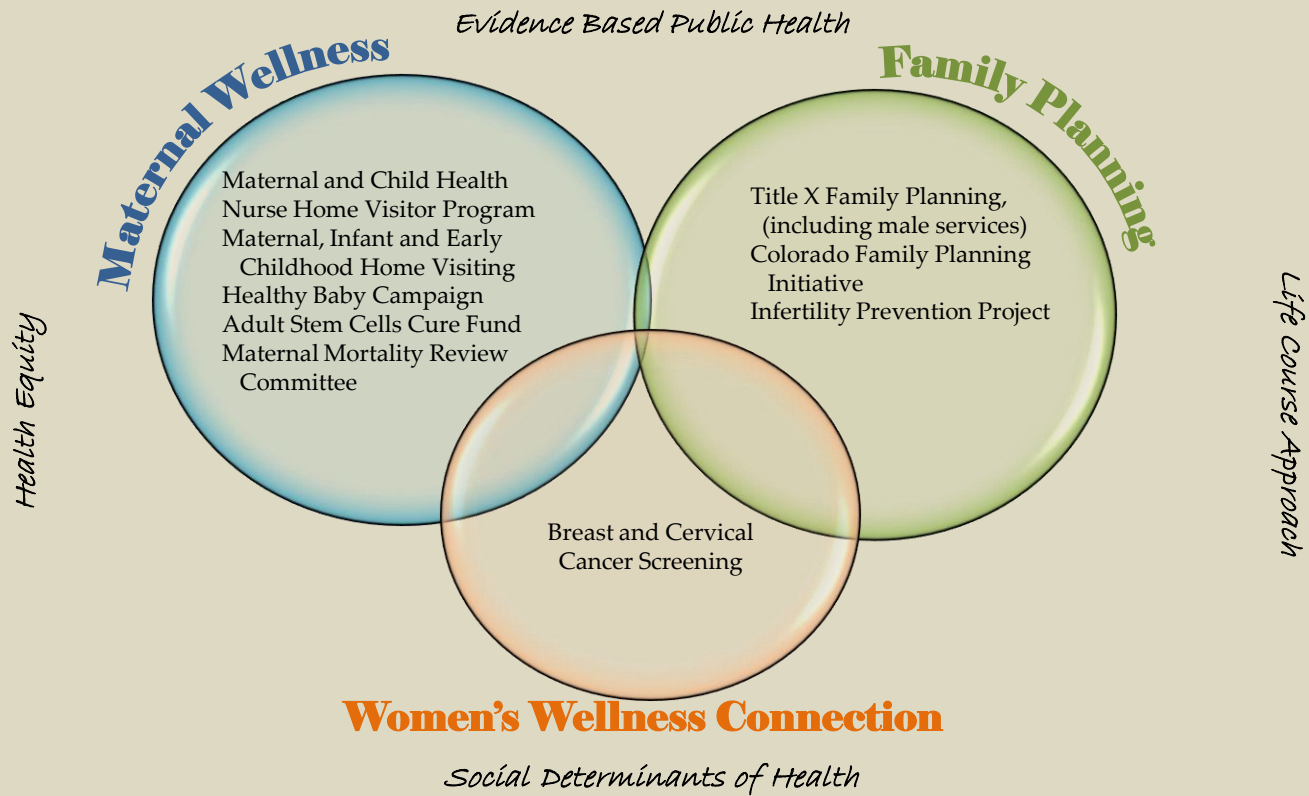 Evidence Based Public Health
Maternal Wellness
Family Planning
Maternal and Child Health
Nurse Home Visitor Program
Maternal, Infant and Early
Childhood Home Visiting
Healthy Baby Campaign
Adult Stem Cells Cure Fund
Maternal Mortality Review
Committee
Title X Family Planning,
(including male services)
Colorado Family Planning
Initiative
Infertility Prevention Project
Health Equity
Life Course Approach
Breast and Cervical
Cancer Screening
Women's Wellness Connection
Social Determinants of Health